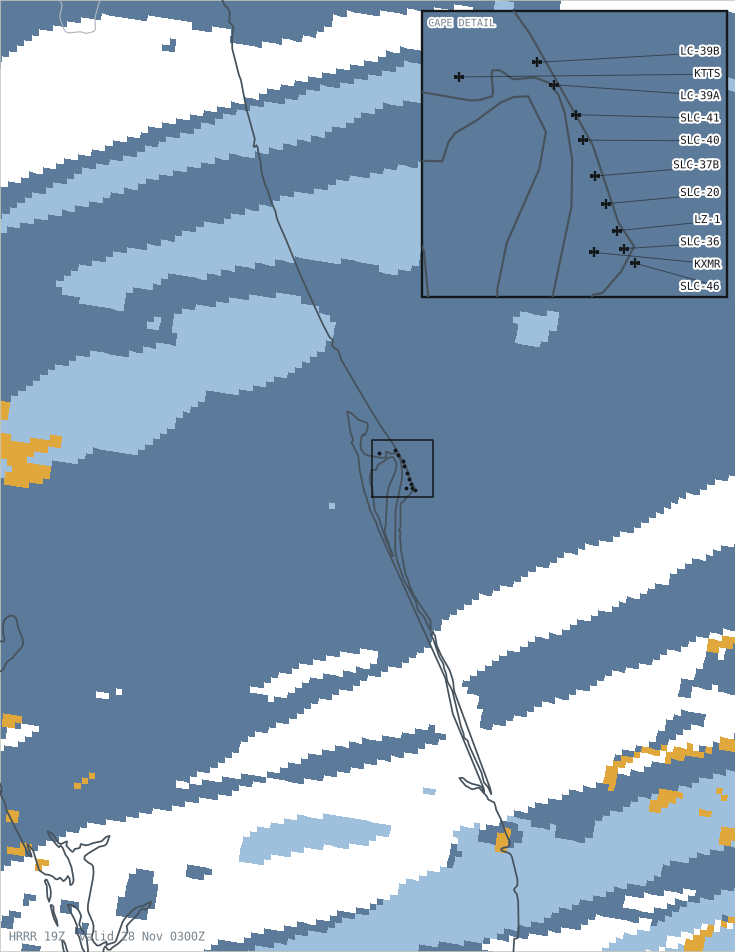 CAPE DETAIL
LC-39B
KTTS
LC-39A
SLC-41
SLC-40
SLC-37B
SLC-20
LZ-1
SLC-36
KXMR
SLC-46
HRRR 19Z  Valid 28 Nov 0300Z